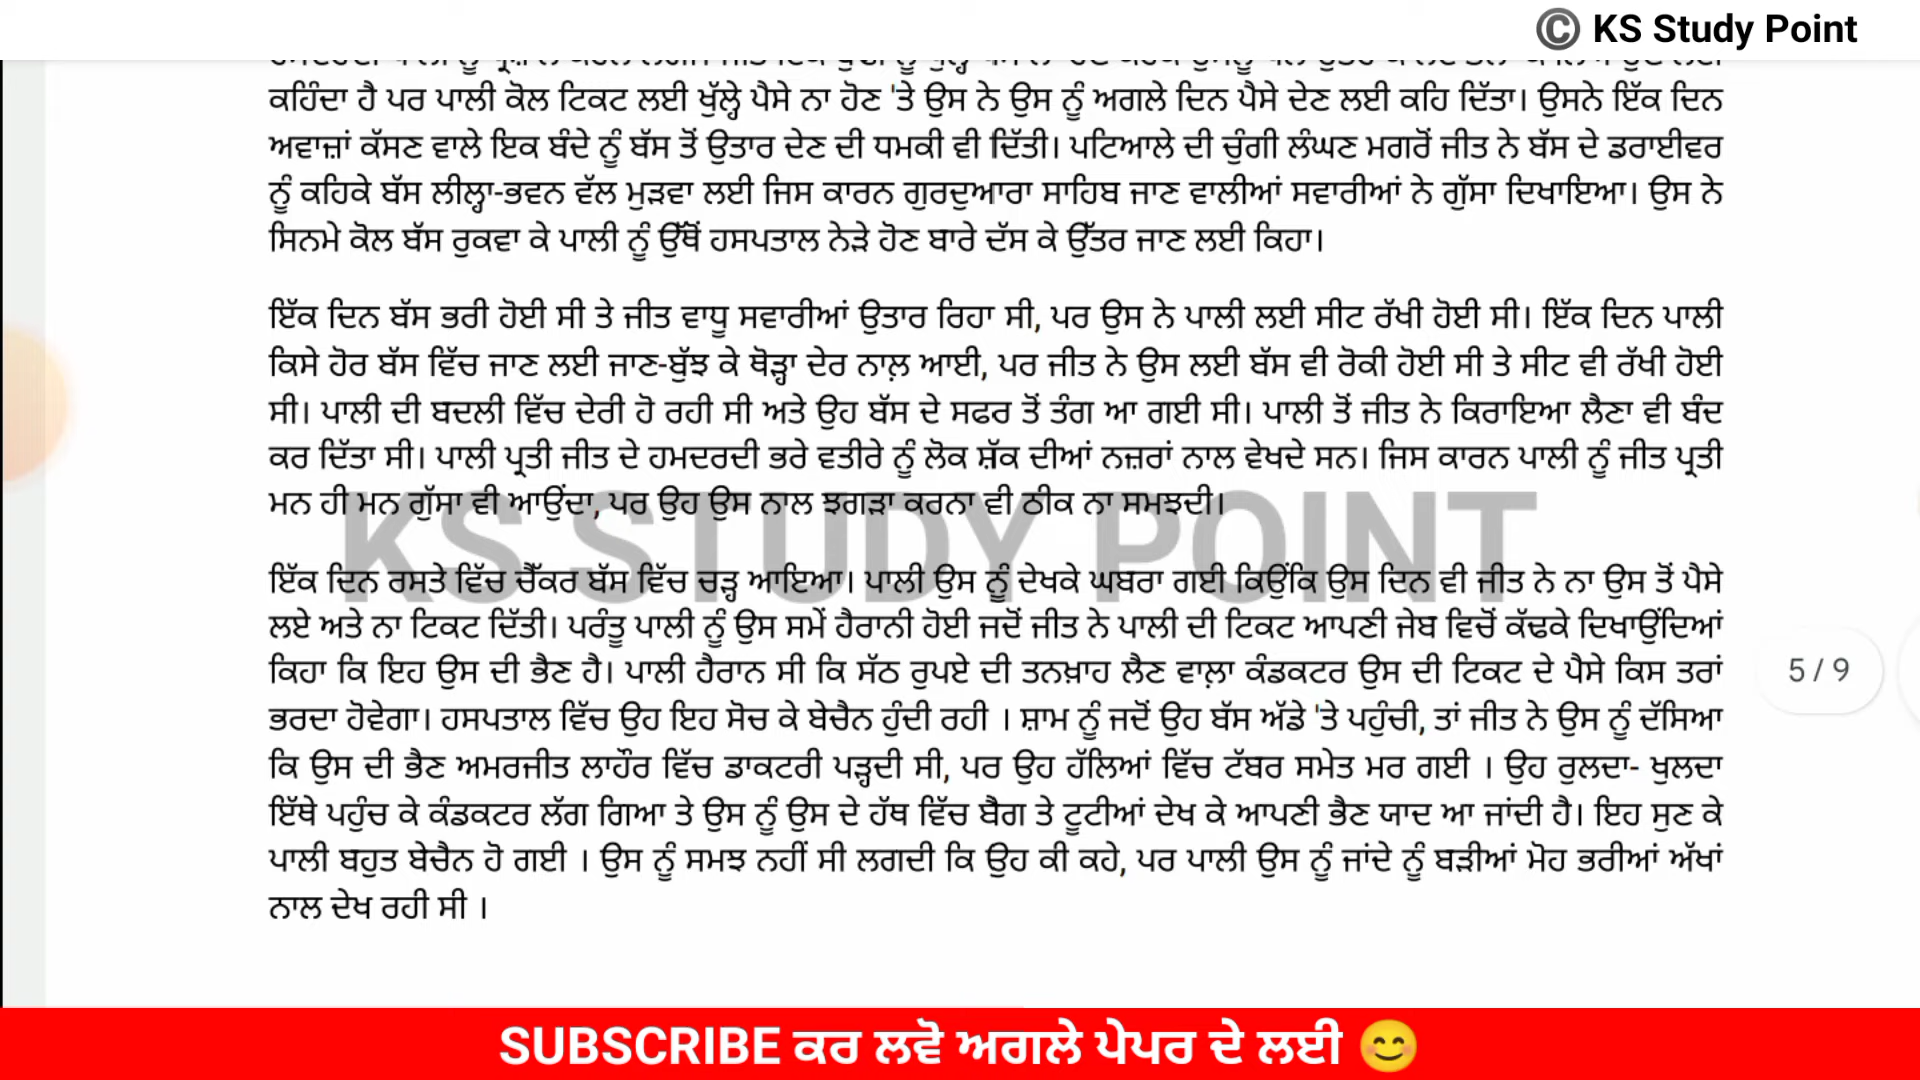 © KS Study Point
ਕਹਿੰਦਾ ਹੈ ਪਰ ਪਾਲੀ ਕੋਲ ਟਿਕਟ ਲਈ ਖੁੱਲ੍ਹੇ ਪੈਸੇ ਨਾ ਹੋਣ 'ਤੇ ਉਸ ਨੇ ਉਸ ਨੂੰ ਅਗਲੇ ਦਿਨ ਪੈਸੇ ਦੇਣ ਲਈ ਕਹਿ ਦਿੱਤਾ। ਉਸਨੇ ਇੱਕ ਦਿਨ
ਅਵਾਜ਼ਾਂ ਕੱਸਣ ਵਾਲੇ ਇਕ ਬੰਦੇ ਨੂੰ ਬੱਸ ਤੋਂ ਉਤਾਰ ਦੇਣ ਦੀ ਧਮਕੀ ਵੀ ਦਿੱਤੀ। ਪਟਿਆਲੇ ਦੀ ਚੁੰਗੀ ਲੰਘਣ ਮਗਰੋਂ ਜੀਤ ਨੇ ਬੱਸ ਦੇ ਡਰਾਈਵਰ
ਨੂੰ ਕਹਿਕੇ ਬੱਸ ਲੀਲ੍ਹਾ-ਭਵਨ ਵੱਲ ਮੁੜਵਾ ਲਈ ਜਿਸ ਕਾਰਨ ਗੁਰਦੁਆਰਾ ਸਾਹਿਬ ਜਾਣ ਵਾਲੀਆਂ ਸਵਾਰੀਆਂ ਨੇ ਗੁੱਸਾ ਦਿਖਾਇਆ। ਉਸ ਨੇ
ਸਿਨਮੇ ਕੋਲ ਬੱਸ ਰੁਕਵਾ ਕੇ ਪਾਲੀ ਨੂੰ ਉੱਥੋਂ ਹਸਪਤਾਲ ਨੇੜੇ ਹੋਣ ਬਾਰੇ ਦੱਸ ਕੇ ਉੱਤਰ ਜਾਣ ਲਈ ਕਿਹਾ।
ਇੱਕ ਦਿਨ ਬੱਸ ਭਰੀ ਹੋਈ ਸੀ ਤੇ ਜੀਤ ਵਾਧੂ ਸਵਾਰੀਆਂ ਉਤਾਰ ਰਿਹਾ ਸੀ, ਪਰ ਉਸ ਨੇ ਪਾਲੀ ਲਈ ਸੀਟ ਰੱਖੀ ਹੋਈ ਸੀ। ਇੱਕ ਦਿਨ ਪਾਲੀ
ਕਿਸੇ ਹੋਰ ਬੱਸ ਵਿੱਚ ਜਾਣ ਲਈ ਜਾਣ-ਬੁੱਝ ਕੇ ਥੋੜ੍ਹਾ ਦੇਰ ਨਾਲ਼ ਆਈ, ਪਰ ਜੀਤ ਨੇ ਉਸ ਲਈ ਬੱਸ ਵੀ ਰੋਕੀ ਹੋਈ ਸੀ ਤੇ ਸੀਟ ਵੀ ਰੱਖੀ ਹੋਈ
ਸੀ। ਪਾਲੀ ਦੀ ਬਦਲੀ ਵਿੱਚ ਦੇਰੀ ਹੋ ਰਹੀ ਸੀ ਅਤੇ ਉਹ ਬੱਸ ਦੇ ਸਫਰ ਤੋਂ ਤੰਗ ਆ ਗਈ ਸੀ। ਪਾਲੀ ਤੋਂ ਜੀਤ ਨੇ ਕਿਰਾਇਆ ਲੈਣਾ ਵੀ ਬੰਦ
ਕਰ ਦਿੱਤਾ ਸੀ। ਪਾਲੀ ਪ੍ਰਤੀ ਜੀਤ ਦੇ ਹਮਦਰਦੀ ਭਰੇ ਵਤੀਰੇ ਨੂੰ ਲੋਕ ਸ਼ੱਕ ਦੀਆਂ ਨਜ਼ਰਾਂ ਨਾਲ ਵੇਖਦੇ ਸਨ। ਜਿਸ ਕਾਰਨ ਪਾਲੀ ਨੂੰ ਜੀਤ ਪ੍ਰਤੀ
ਮਨ ਹੀ ਮਨ ਗੁੱਸਾ ਵੀ ਆਉਂਦਾ, ਪਰ ਉਹ ਉਸ ਨਾਲ ਝਗੜਾ ਕਰਨਾ ਵੀ ਠੀਕ ਨਾ ਸਮਝਦੀ।
KS STUDY POINT
ਇੱਕ ਦਿਨ ਰਸਤੇ ਵਿੱਚ ਚੈੱਕਰ ਬੱਸ ਵਿੱਚ ਚੜ੍ਹ ਆਇਆ। ਪਾਲੀ ਉਸ ਨੂੰ ਦੇਖਕੇ ਘਬਰਾ ਗਈ ਕਿਉਂਕਿ ਉਸ ਦਿਨ ਵੀ ਜੀਤ ਨੇ ਨਾ ਉਸ ਤੋਂ ਪੈਸੇ
ਲਏ ਅਤੇ ਨਾ ਟਿਕਟ ਦਿੱਤੀ। ਪਰੰਤੂ ਪਾਲੀ ਨੂੰ ਉਸ ਸਮੇਂ ਹੈਰਾਨੀ ਹੋਈ ਜਦੋਂ ਜੀਤ ਨੇ ਪਾਲੀ ਦੀ ਟਿਕਟ ਆਪਣੀ ਜੇਬ ਵਿਚੋਂ ਕੱਢਕੇ ਦਿਖਾਉਂਦਿਆਂ
ਕਿਹਾ ਕਿ ਇਹ ਉਸ ਦੀ ਭੈਣ ਹੈ। ਪਾਲੀ ਹੈਰਾਨ ਸੀ ਕਿ ਸੱਠ ਰੁਪਏ ਦੀ ਤਨਖ਼ਾਹ ਲੈਣ ਵਾਲ਼ਾ ਕੰਡਕਟਰ ਉਸ ਦੀ ਟਿਕਟ ਦੇ ਪੈਸੇ ਕਿਸ ਤਰਾਂ
ਭਰਦਾ ਹੋਵੇਗਾ। ਹਸਪਤਾਲ ਵਿੱਚ ਉਹ ਇਹ ਸੋਚ ਕੇ ਬੇਚੈਨ ਹੁੰਦੀ ਰਹੀ । ਸ਼ਾਮ ਨੂੰ ਜਦੋਂ ਉਹ ਬੱਸ ਅੱਡੇ 'ਤੇ ਪਹੁੰਚੀ, ਤਾਂ ਜੀਤ ਨੇ ਉਸ ਨੂੰ ਦੱਸਿਆ
ਕਿ ਉਸ ਦੀ ਭੈਣ ਅਮਰਜੀਤ ਲਾਹੌਰ ਵਿੱਚ ਡਾਕਟਰੀ ਪੜ੍ਹਦੀ ਸੀ, ਪਰ ਉਹ ਹੱਲਿਆਂ ਵਿੱਚ ਟੱਬਰ ਸਮੇਤ ਮਰ ਗਈ । ਉਹ ਰੁਲਦਾ- ਖੁਲਦਾ
ਇੱਥੇ ਪਹੁੰਚ ਕੇ ਕੰਡਕਟਰ ਲੱਗ ਗਿਆ ਤੇ ਉਸ ਨੂੰ ਉਸ ਦੇ ਹੱਥ ਵਿੱਚ ਬੈਗ ਤੇ ਟੂਟੀਆਂ ਦੇਖ ਕੇ ਆਪਣੀ ਭੈਣ ਯਾਦ ਆ ਜਾਂਦੀ ਹੈ। ਇਹ ਸੁਣ ਕੇ
ਪਾਲੀ ਬਹੁਤ ਬੇਚੈਨ ਹੋ ਗਈ । ਉਸ ਨੂੰ ਸਮਝ ਨਹੀਂ ਸੀ ਲਗਦੀ ਕਿ ਉਹ ਕੀ ਕਹੇ, ਪਰ ਪਾਲੀ ਉਸ ਨੂੰ ਜਾਂਦੇ ਨੂੰ ਬੜੀਆਂ ਮੋਹ ਭਰੀਆਂ ਅੱਖਾਂ
ਨਾਲ ਦੇਖ ਰਹੀ ਸੀ ।
5 / 9
SUBSCRIBE ਕਰ ਲਵੋ ਅਗਲੇ ਪੇਪਰ ਦੇ ਲਈ 😊